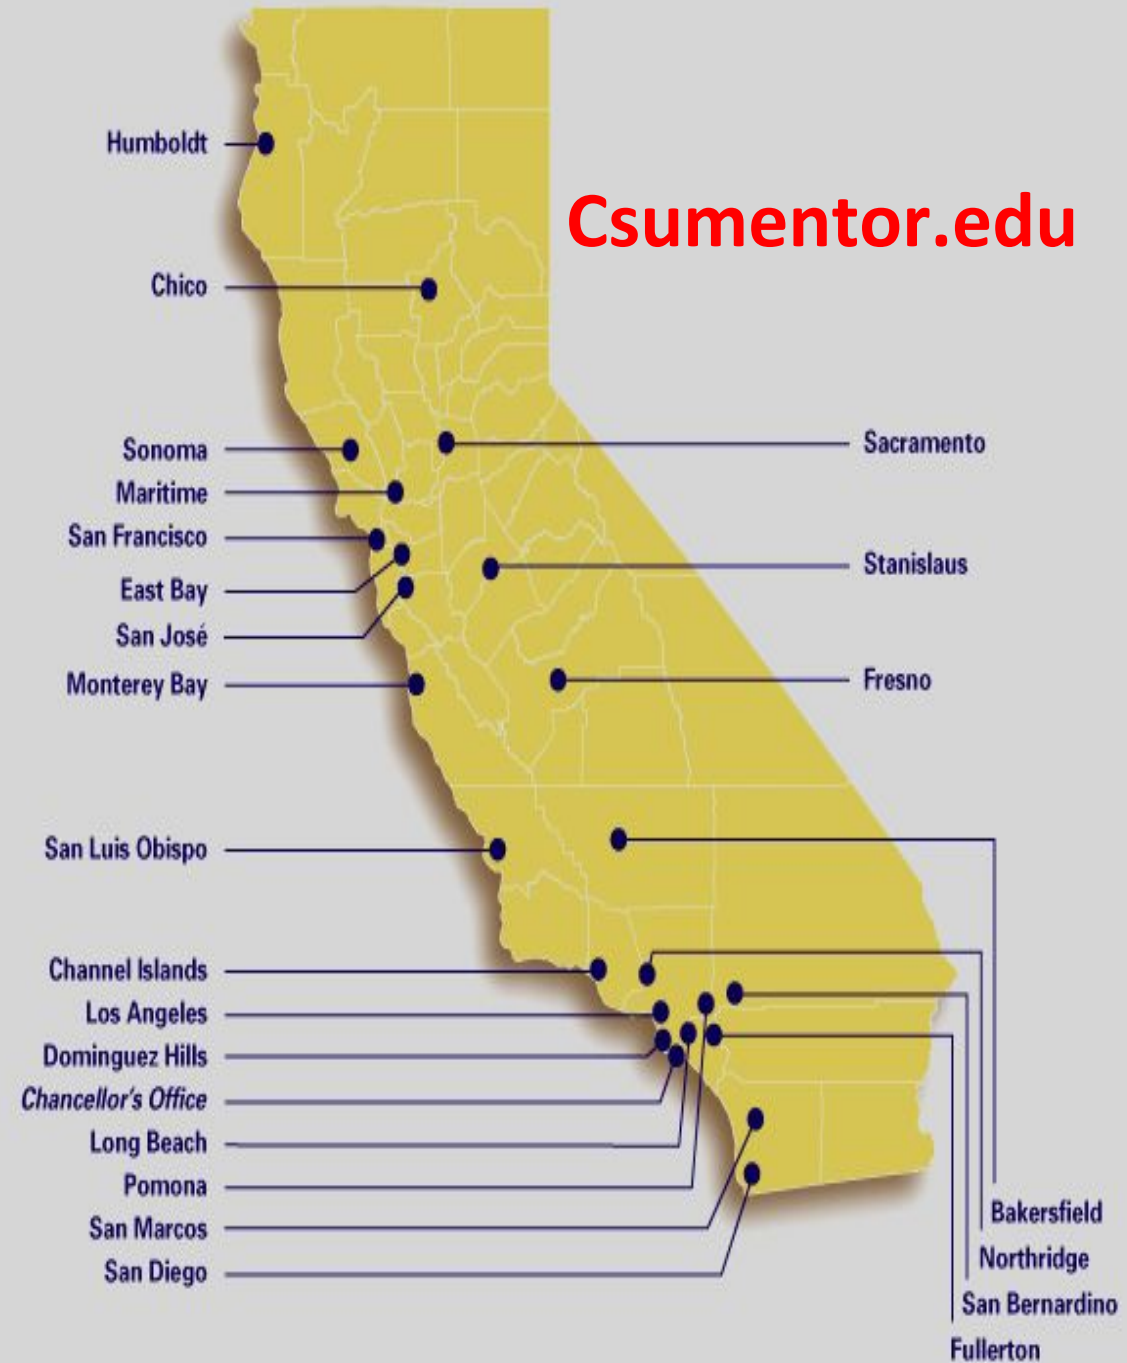 Csumentor.edu
Humboldt
Chico
Sonoma
Maritime
San Francisco
East Bay
San José
Monterey Bay
San Luis Obispo
Channel Islands
Los Angeles
Dominguez Hills
Chancellor's Office
Long Beach
Pomona
San Marcos
San Diego
Sacramento
Stanislaus
Fresno
Bakersfield
Northridge
San Bernardino
Fullerton